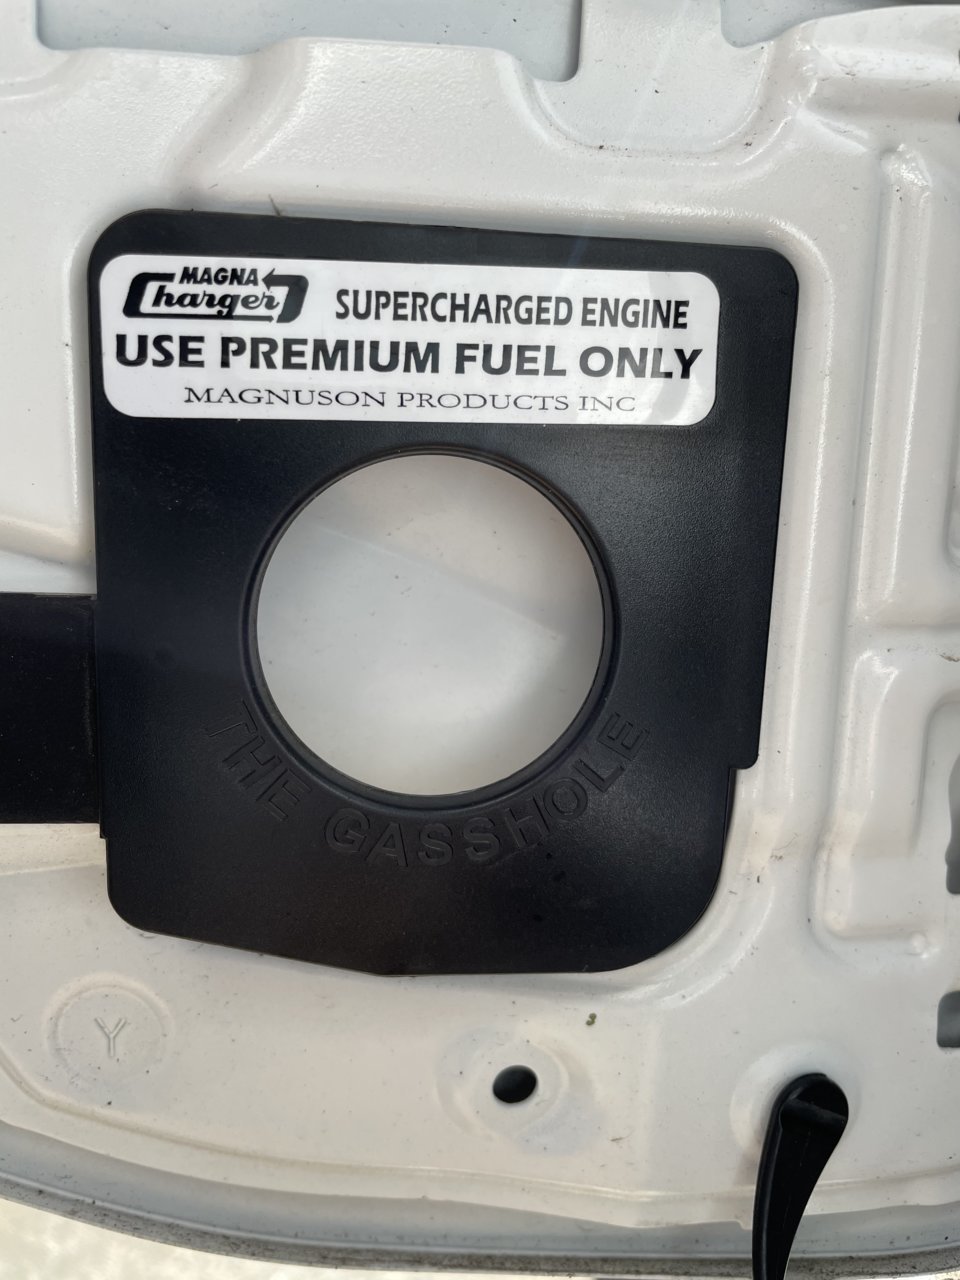 MAGNA
Charger
SUPERCHARGED ENGINE
USE PREMIUM FUEL ONLY
MAGNUSON PRODUCTS INC
THE GASSHOLE
Y